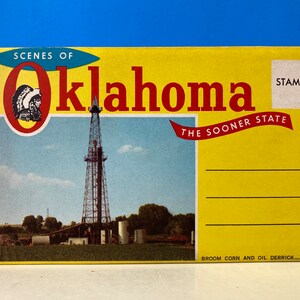 SCENES OF
Oklahoma
STAM
THE SOONER STATE
BROOM CORN AND OIL DERRICK